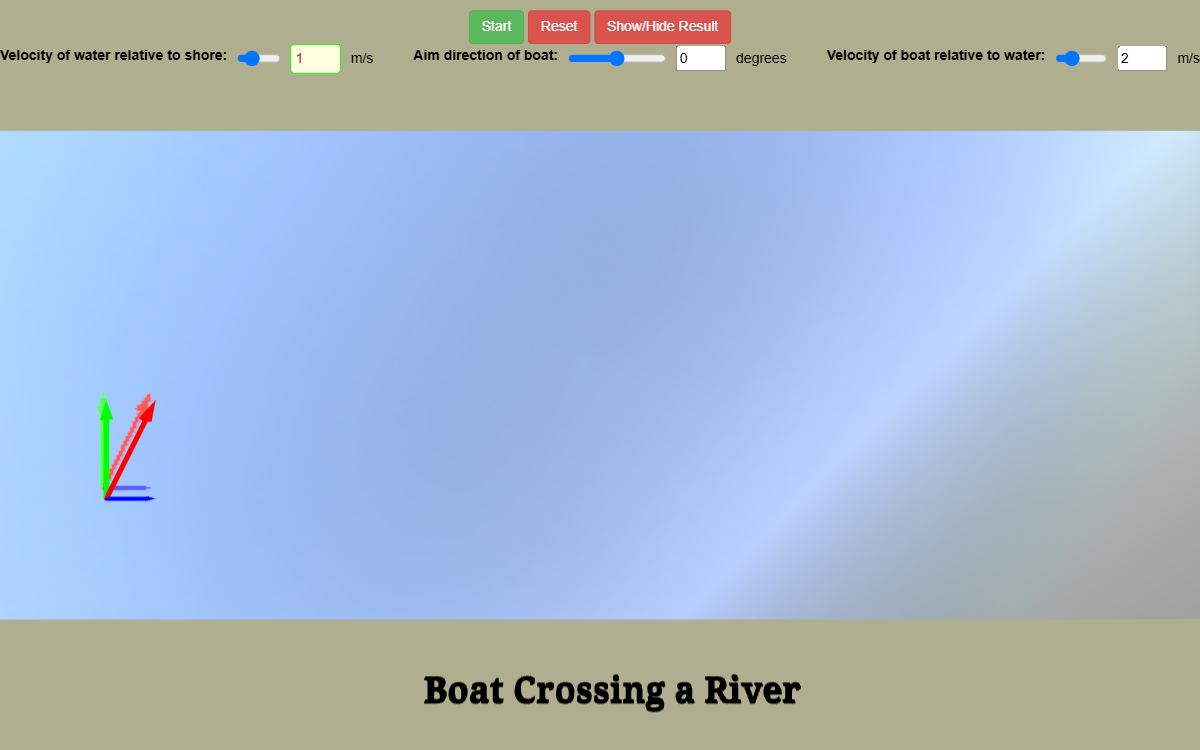 Start Reset Show/Hide Result
Velocity of water relative to shore: 1 m/s Aim direction of boat: 0 degrees Velocity of boat relative to water: 2 m/s
Boat Crossing a River